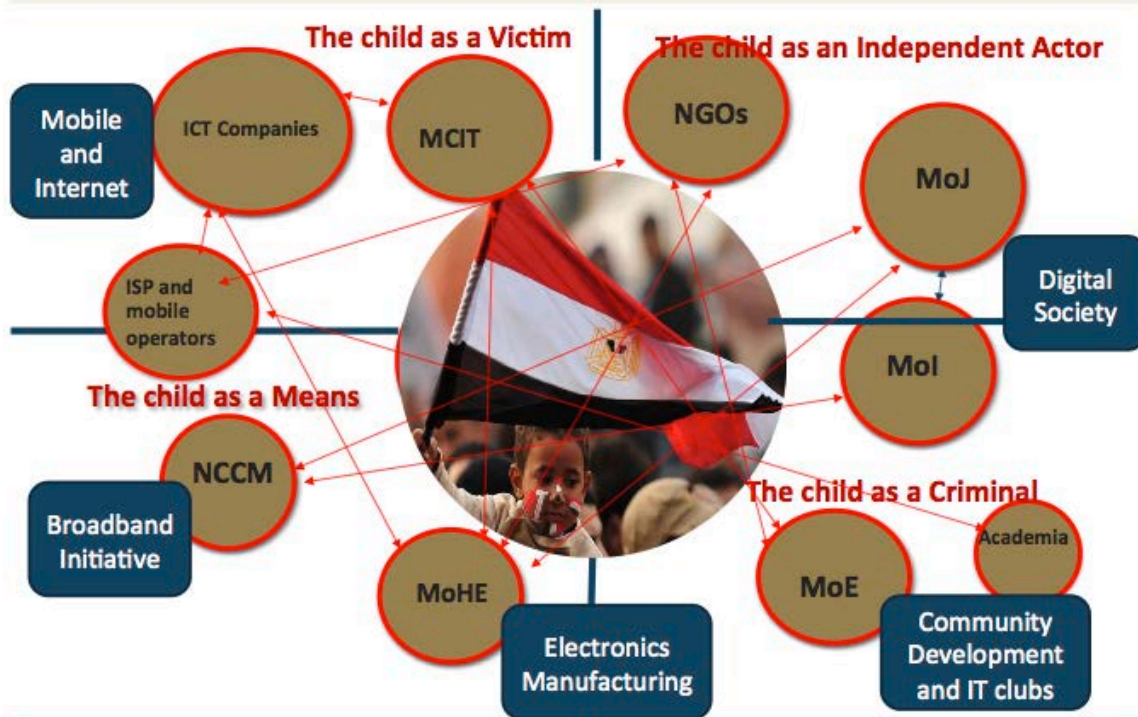 The child as a Victim
The child as an Independent Actor
Mobile
and
Internet
ICT Companies
MCIT
NGOs
MoJ
ISP and
mobile
operators
Digital
Society
MoI
The child as a Means
NCCM
Broadband
Initiative
The child as a Criminal
Academia
MoHE
MoE
Electronics
Manufacturing
Community
Development
and IT clubs